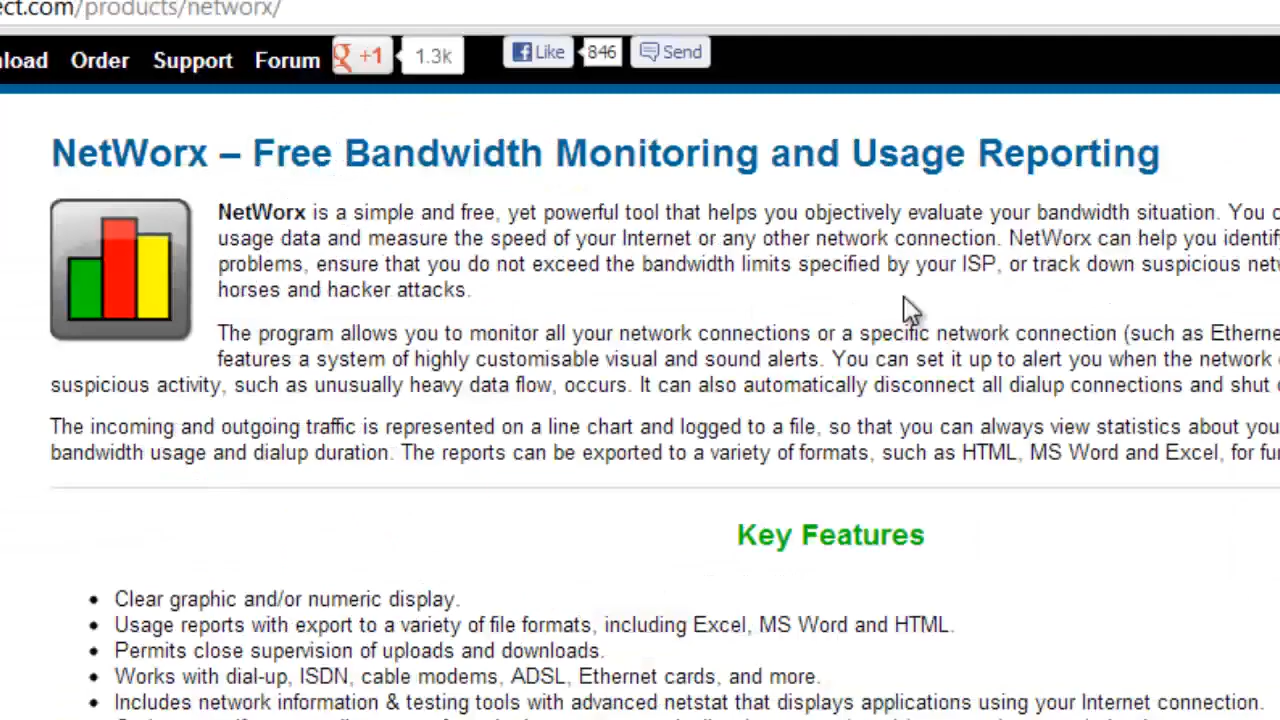 ect.com/products/networx/
nload Order Support Forum +1 1.3k Like 846 Send
NetWorx – Free Bandwidth Monitoring and Usage Reporting
NetWorx is a simple and free, yet powerful tool that helps you objectively evaluate your bandwidth situation. You c
usage data and measure the speed of your Internet or any other network connection. NetWorx can help you identify
problems, ensure that you do not exceed the bandwidth limits specified by your ISP, or track down suspicious netw
horses and hacker attacks.
The program allows you to monitor all your network connections or a specific network connection (such as Etherne
features a system of highly customisable visual and sound alerts. You can set it up to alert you when the network c
suspicious activity, such as unusually heavy data flow, occurs. It can also automatically disconnect all dialup connections and shut d
The incoming and outgoing traffic is represented on a line chart and logged to a file, so that you can always view statistics about you
bandwidth usage and dialup duration. The reports can be exported to a variety of formats, such as HTML, MS Word and Excel, for fu
Key Features
• Clear graphic and/or numeric display.
• Usage reports with export to a variety of file formats, including Excel, MS Word and HTML.
• Permits close supervision of uploads and downloads.
• Works with dial-up, ISDN, cable modems, ADSL, Ethernet cards, and more.
• Includes network information & testing tools with advanced netstat that displays applications using your Internet connection.